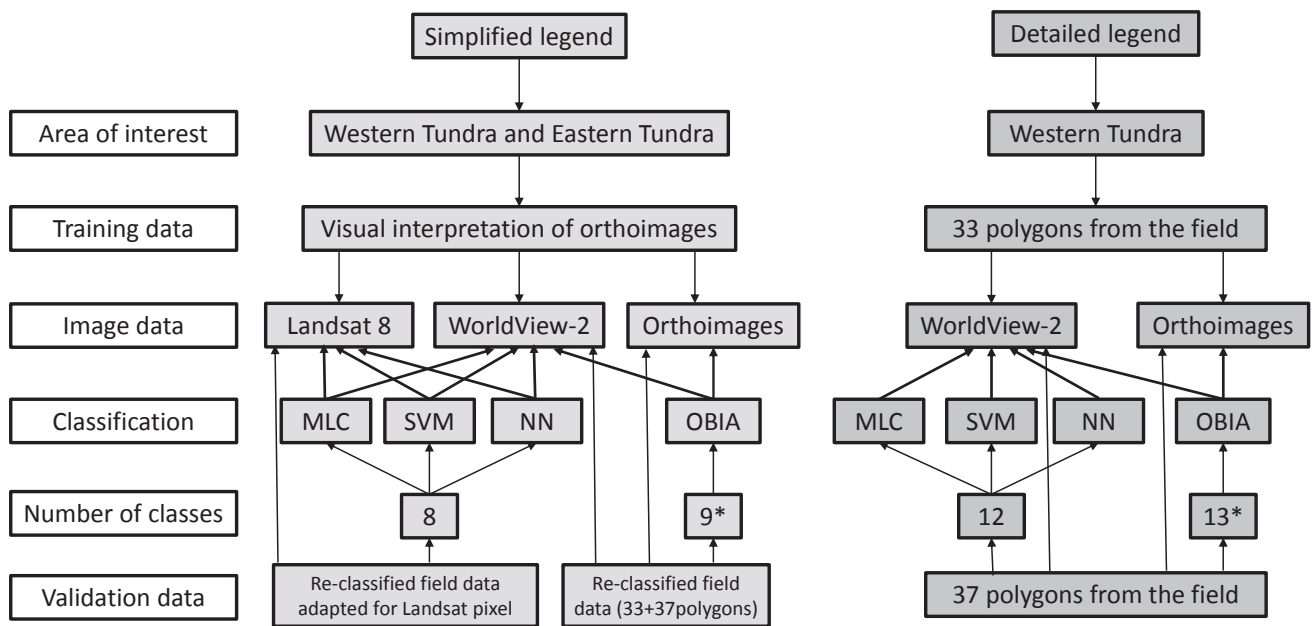 Simplified legend
Detailed legend
Area of interest
Western Tundra and Eastern Tundra
Western Tundra
Training data
Visual interpretation of orthoimages
33 polygons from the field
Image data
Landsat 8
WorldView-2
Orthoimages
WorldView-2
Orthoimages
Classification
MLC
SVM
NN
OBIA
MLC
SVM
NN
OBIA
Number of classes
8
9*
12
13*
Validation data
Re-classified field data
adapted for Landsat pixel
Re-classified field
data (33+37polygons)
37 polygons from the field